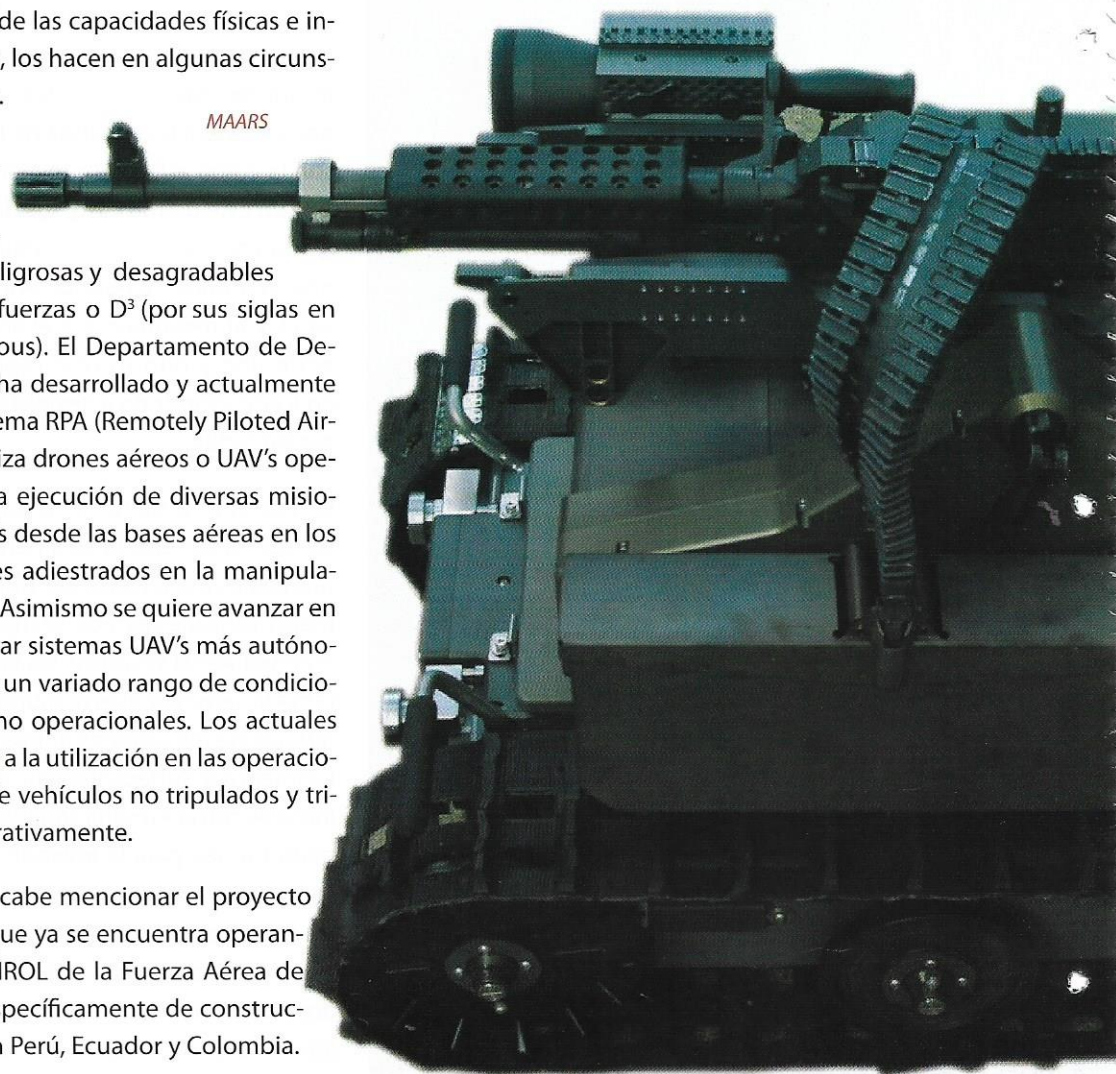 de las capacidades físicas e in-
, los hacen en algunas circuns-
.
MAARS
ligrosas y desagradables
fuerzas o D³ (por sus siglas en
ous). El Departamento de De-
ha desarrollado y actualmente
ema RPA (Remotely Piloted Air-
iza drones aéreos o UAV's ope-
a ejecución de diversas misio-
s desde las bases aéreas en los
es adiestrados en la manipula-
Asimismo se quiere avanzar en
ar sistemas UAV's más autóno-
un variado rango de condicio-
no operacionales. Los actuales
a la utilización en las operacio-
e vehículos no tripulados y tri-
rativamente.
cabe mencionar el proyecto
ue ya se encuentra operan-
IROL de la Fuerza Aérea de
specíficamente de construc-
n Perú, Ecuador y Colombia.